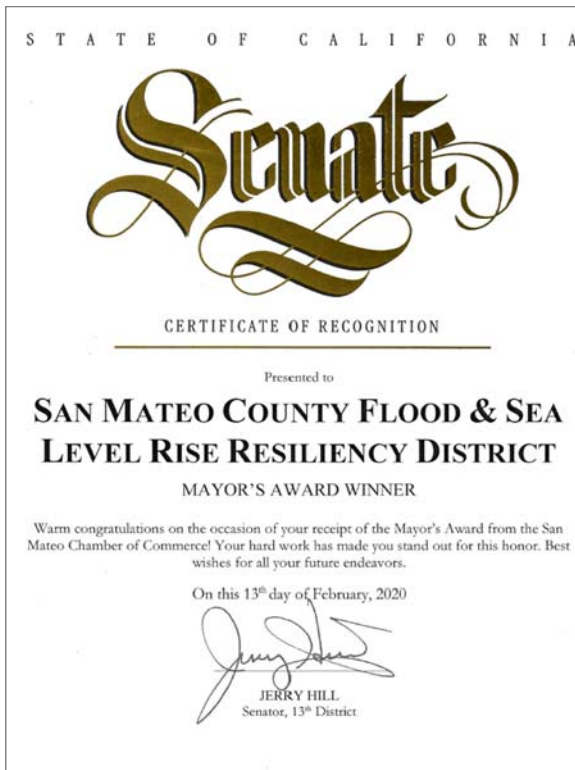 STATE OF CALIFORNIA
Senate
CERTIFICATE OF RECOGNITION
Presented to
SAN MATEO COUNTY FLOOD & SEA
LEVEL RISE RESILIENCY DISTRICT
MAYOR'S AWARD WINNER
Warm congratulations on the occasion of your receipt of the Mayor's Award from the San
Mateo Chamber of Commerce! Your hard work has made you stand out for this honor. Best
wishes for all your future endeavors.
On this 13th day of February, 2020
Jerry Hill
JERRY HILL
Senator, 13th District